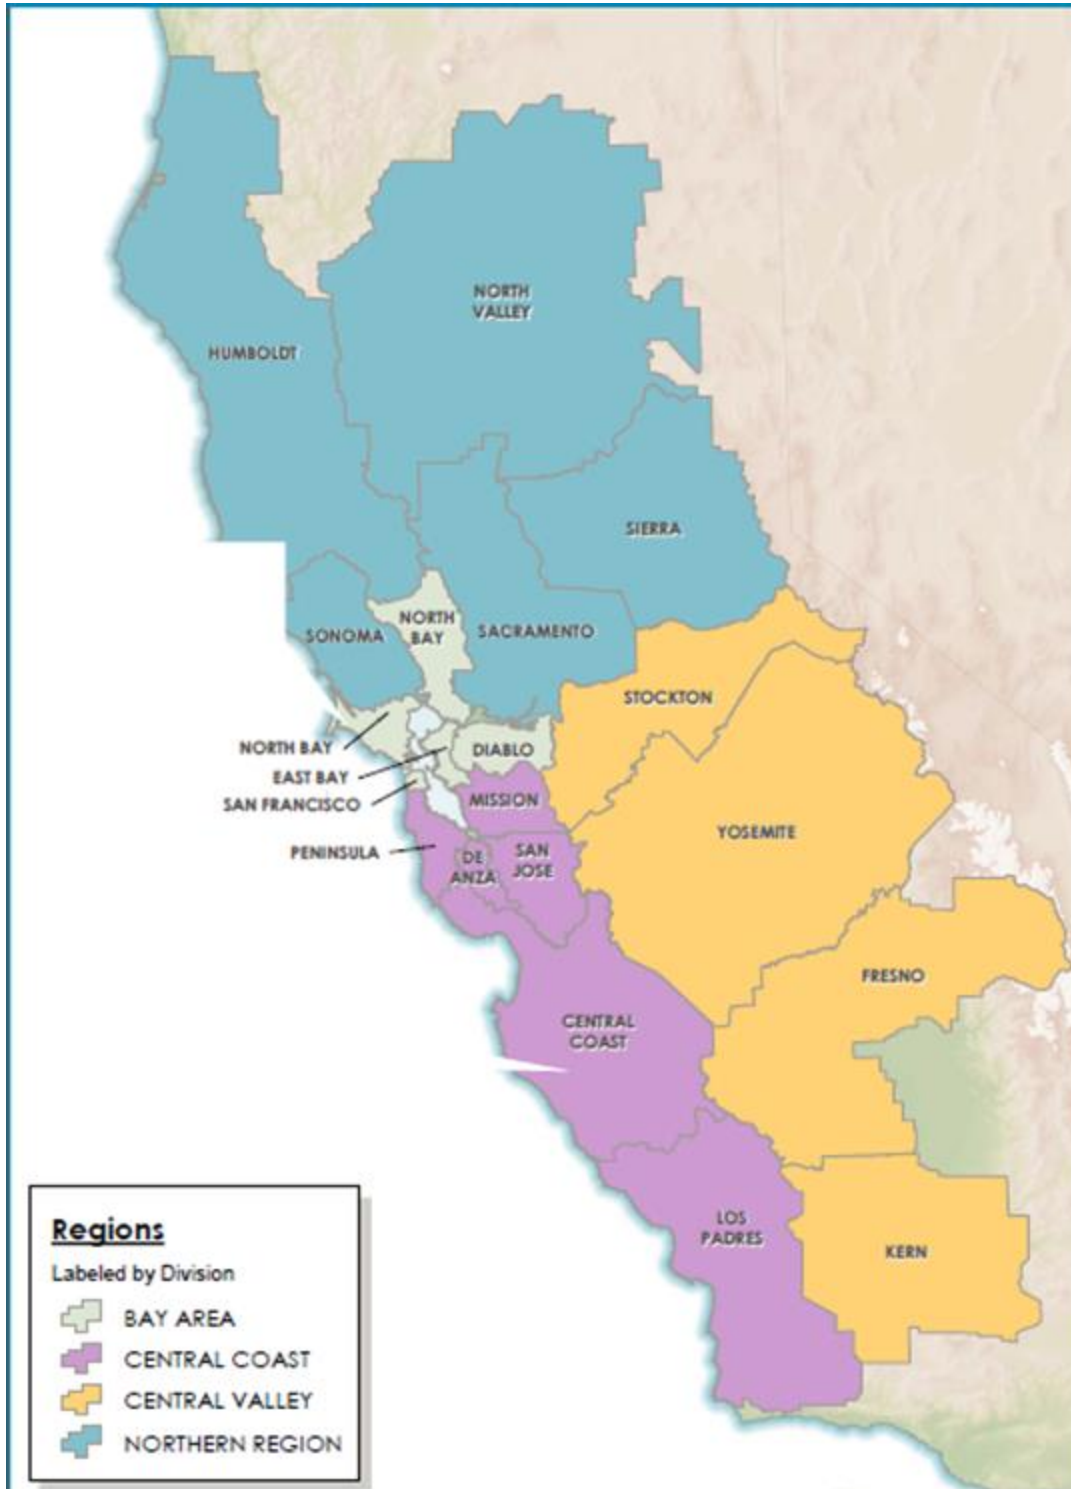 NORTH
VALLEY
HUMBOLDT
SIERRA
NORTH
BAY
SONOMA
SACRAMENTO
STOCKTON
NORTH BAY
DIABLO
EAST BAY
SAN FRANCISCO
MISSION
YOSEMITE
PENINSULA
DE
ANZA
SAN
JOSE
FRESNO
CENTRAL
COAST
LOS
PADRES
KERN
Regions
Labeled by Division
BAY AREA
CENTRAL COAST
CENTRAL VALLEY
NORTHERN REGION